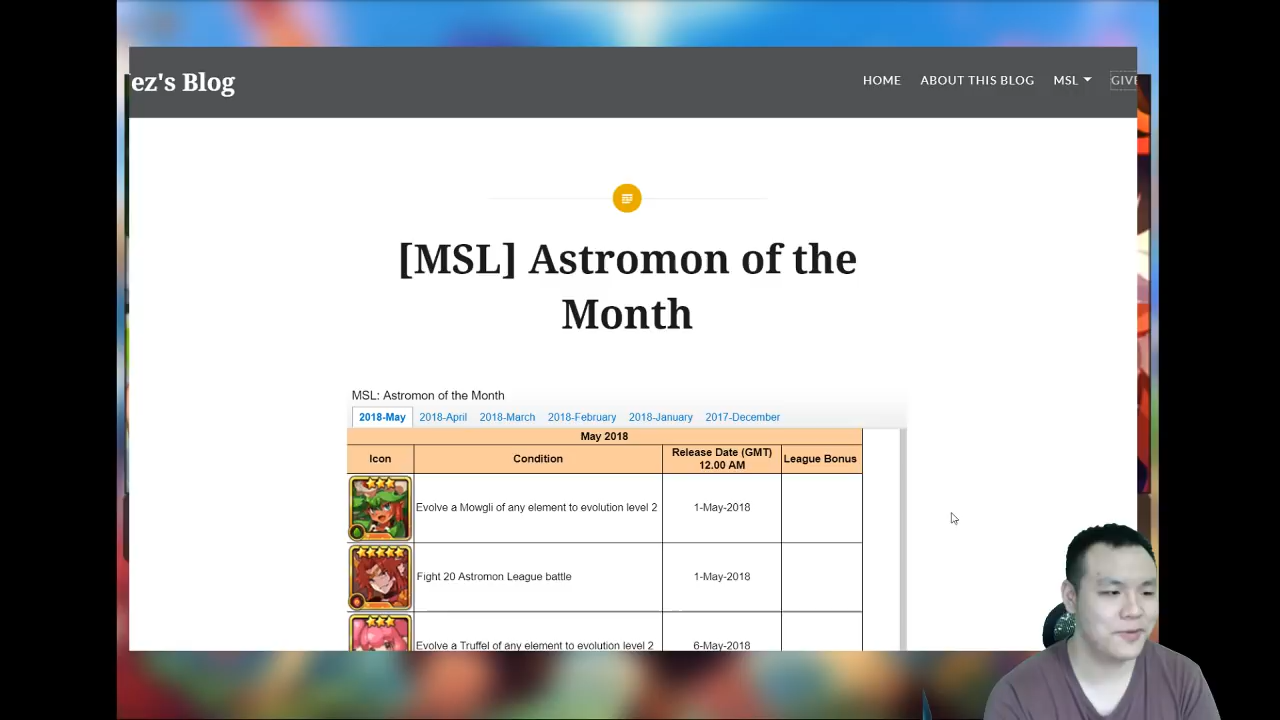 ez's Blog
HOME ABOUT THIS BLOG MSL GIVE
[MSL] Astromon of the
Month
MSL: Astromon of the Month
2018-May 2018-April 2018-March 2018-February 2018-January 2017-December
May 2018
Icon Condition Release Date (GMT) 12.00 AM League Bonus
Evolve a Mowgli of any element to evolution level 2 1-May-2018
Fight 20 Astromon League battle 1-May-2018
Evolve a Truffel of any element to evolution level 2 6-May-2018